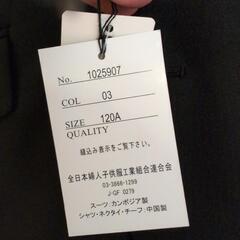 No. 1025907
COL 03
SIZE 120A
QUALITY
縫込み表示をご覧下さい。
全日本婦人子供服工業組合連合会
03-3866-1299
J-GF 0279
スーツ:カンボジア製
シャツ・ネクタイ・チーフ:中国製